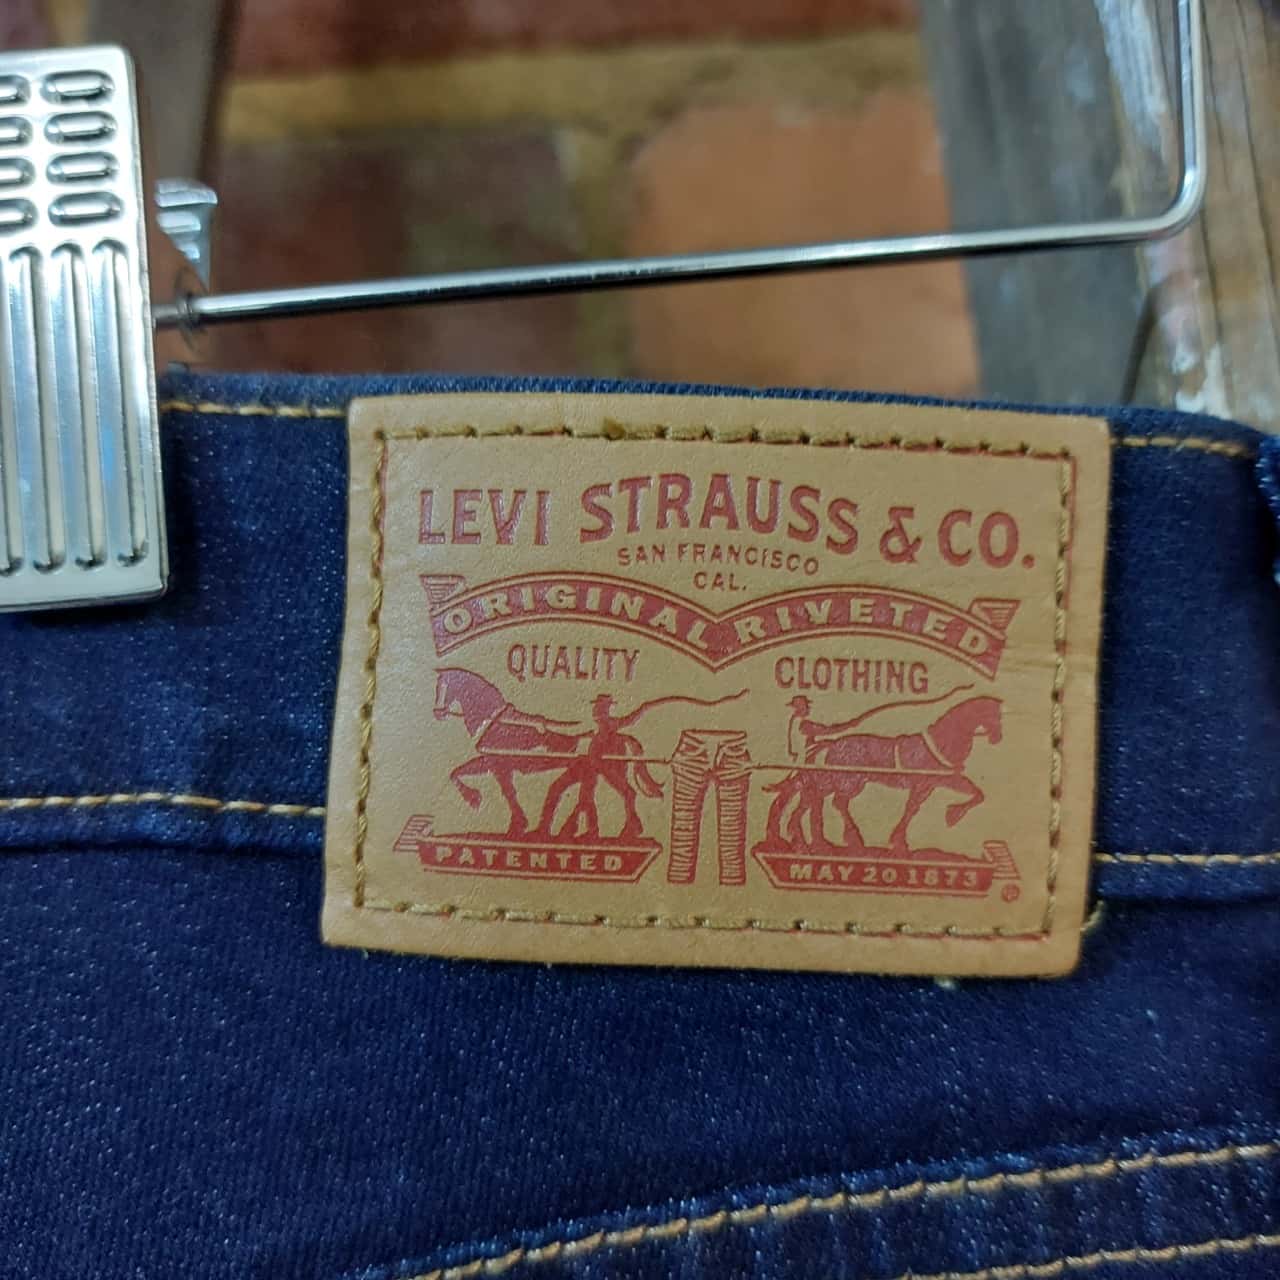 LEVI STRAUSS & CO.
SAN FRANCISCO
CAL.
ORIGINAL RIVETED
QUALITY CLOTHING
PATENTED MAY 20 1873
®